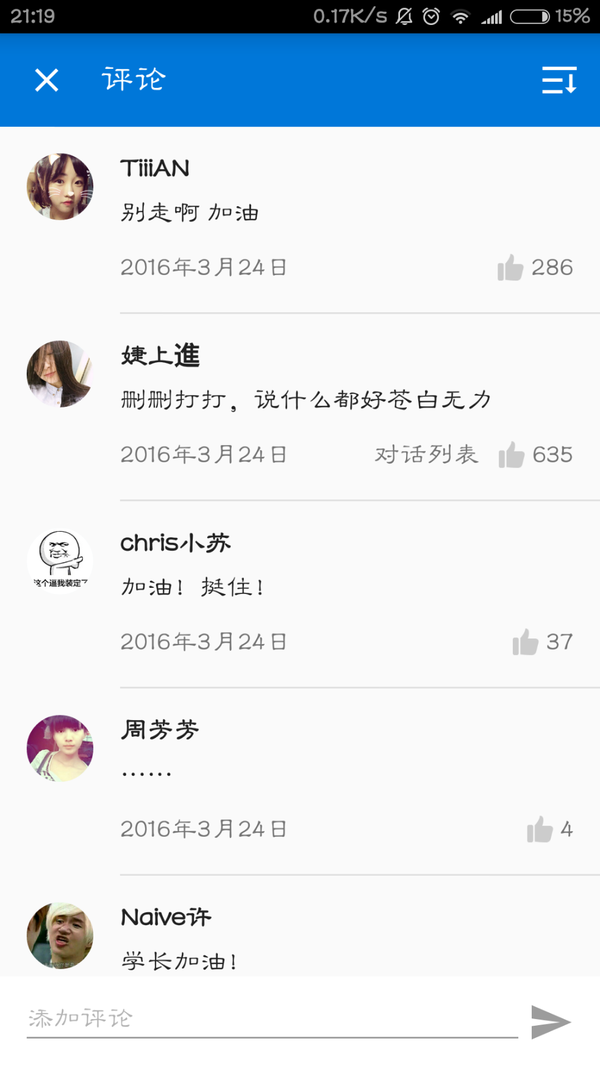 21:19 0.17K/s 15%
评论
TiiiAN
别走啊 加油
2016年3月24日 286
婕上進
删删打打，说什么都好苍白无力
2016年3月24日 对话列表 635
chris小苏
加油！挺住！
这个逼我装定了
2016年3月24日 37
周芳芳
……
2016年3月24日 4
Naive许
学长加油！
添加评论